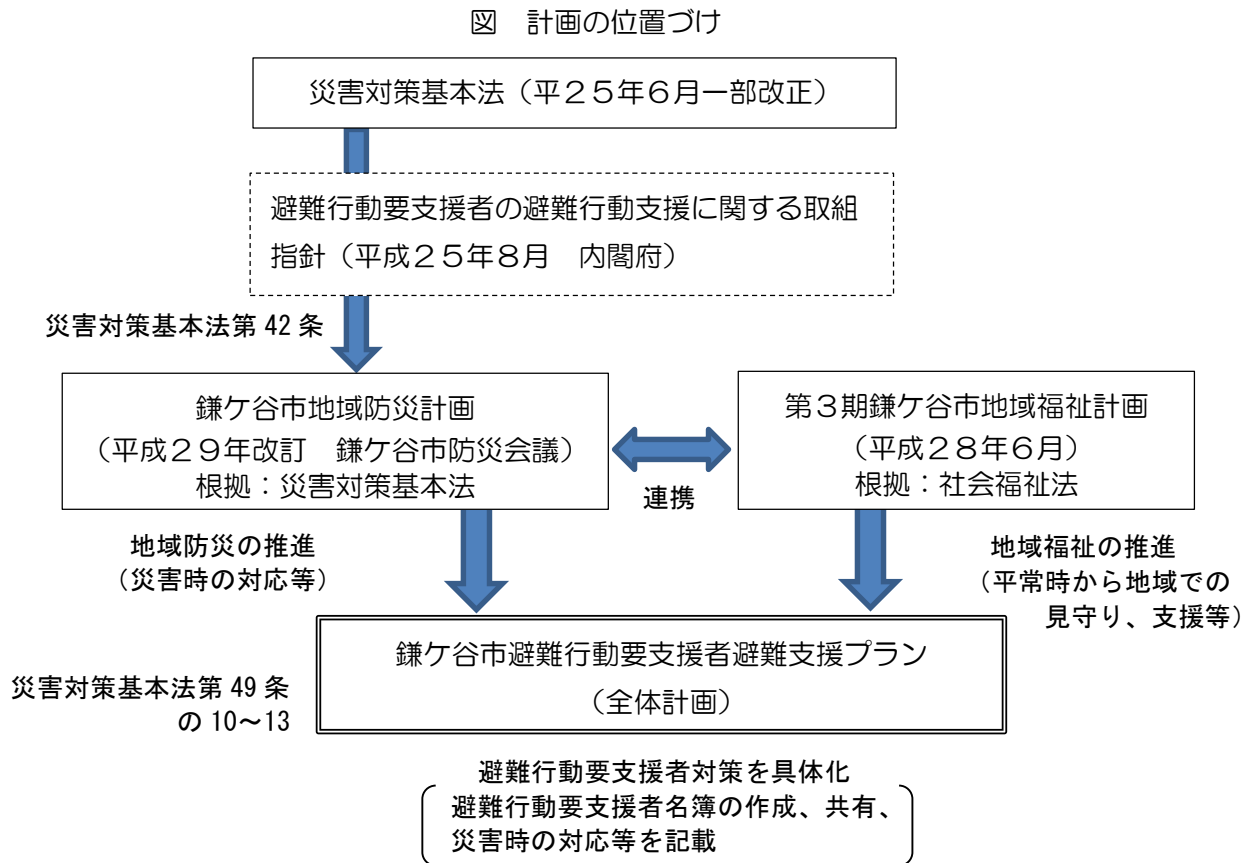 図　計画の位置づけ
災害対策基本法（平２５年６月一部改正）
避難行動要支援者の避難行動支援に関する取組
指針（平成２５年８月　内閣府）
災害対策基本法第 42 条
鎌ケ谷市地域防災計画
（平成２９年改訂　鎌ケ谷市防災会議）
根拠：災害対策基本法
連携
第３期鎌ケ谷市地域福祉計画
（平成２８年６月）
根拠：社会福祉法
地域防災の推進
（災害時の対応等）
地域福祉の推進
（平常時から地域での
見守り、支援等）
災害対策基本法第 49 条
の 10～13
鎌ケ谷市避難行動要支援者避難支援プラン
（全体計画）
避難行動要支援者対策を具体化
避難行動要支援者名簿の作成、共有、
災害時の対応等を記載